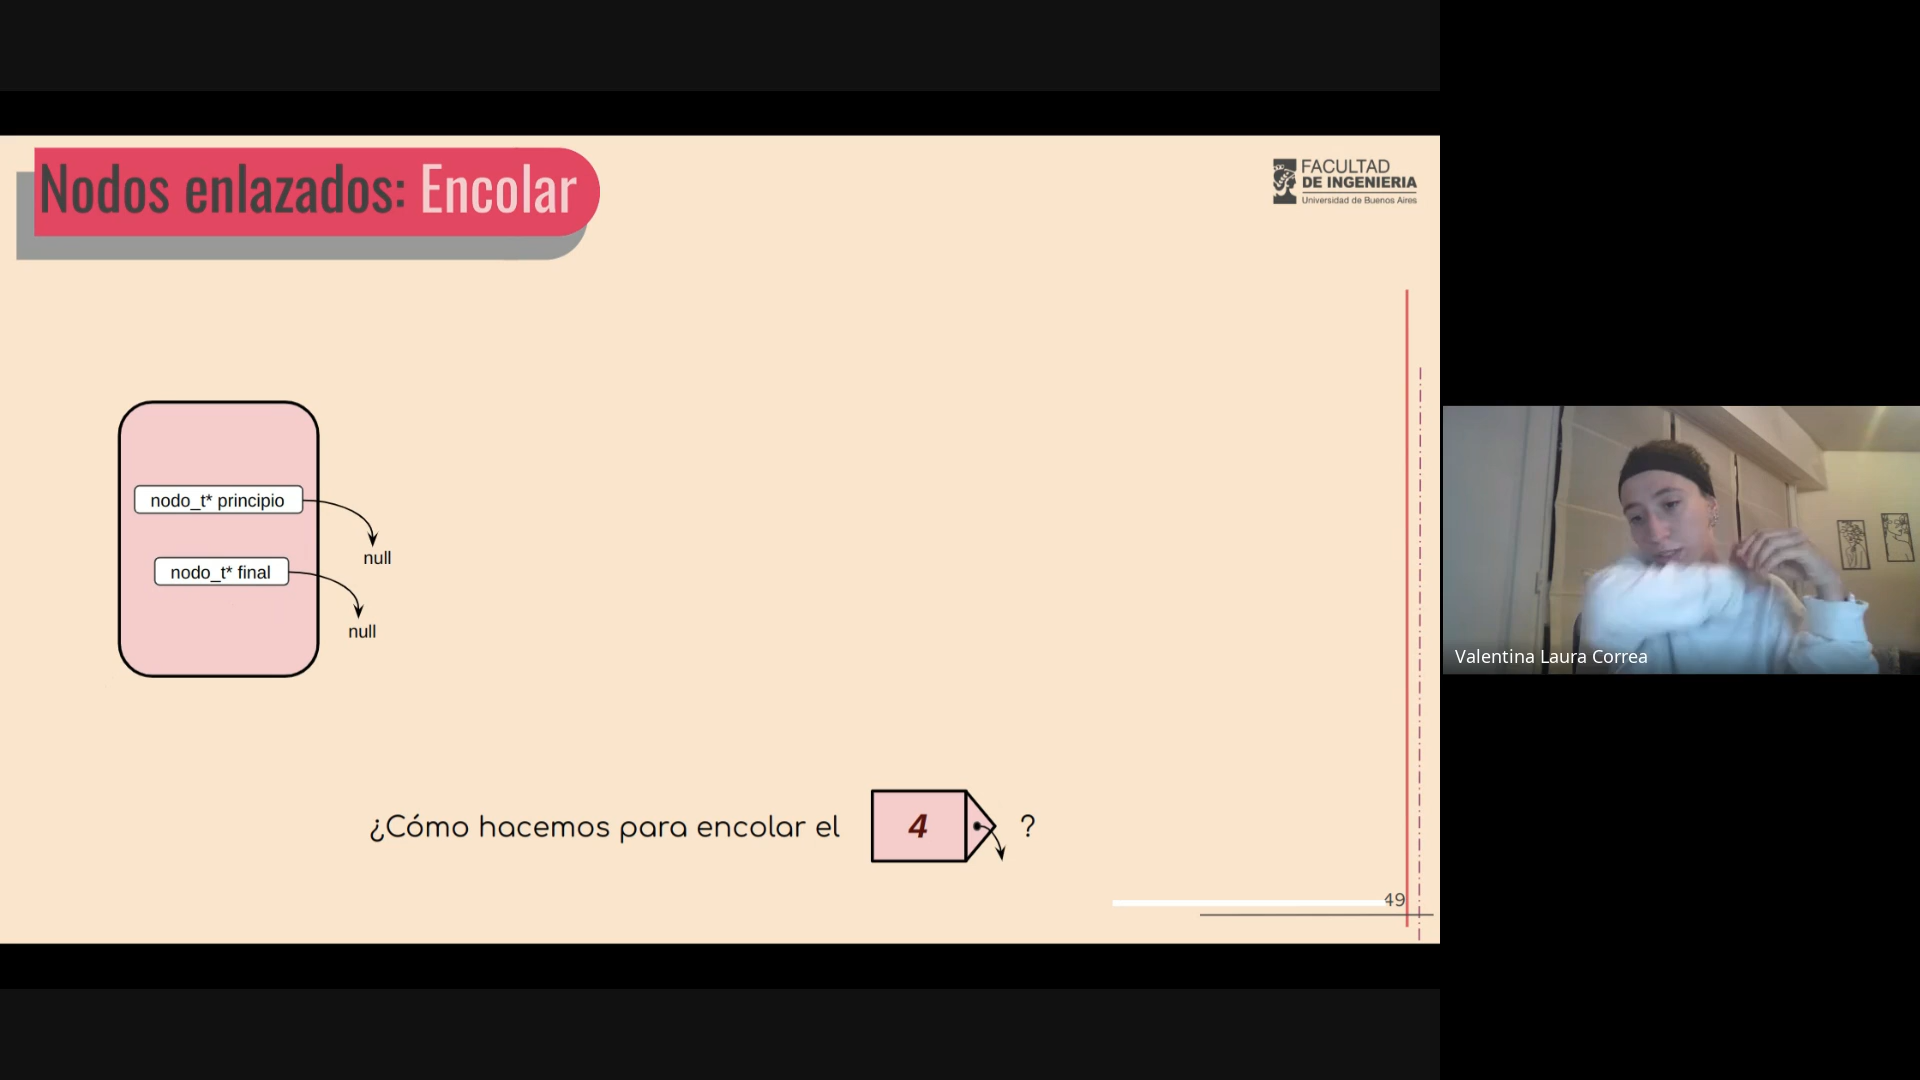 Nodos enlazados: Encolar
FACULTAD
DE INGENIERIA
Universidad de Buenos Aires
nodo_t* principio
null
nodo_t* final
null
Valentina Laura Correa
¿Cómo hacemos para encolar el 4 ?
49